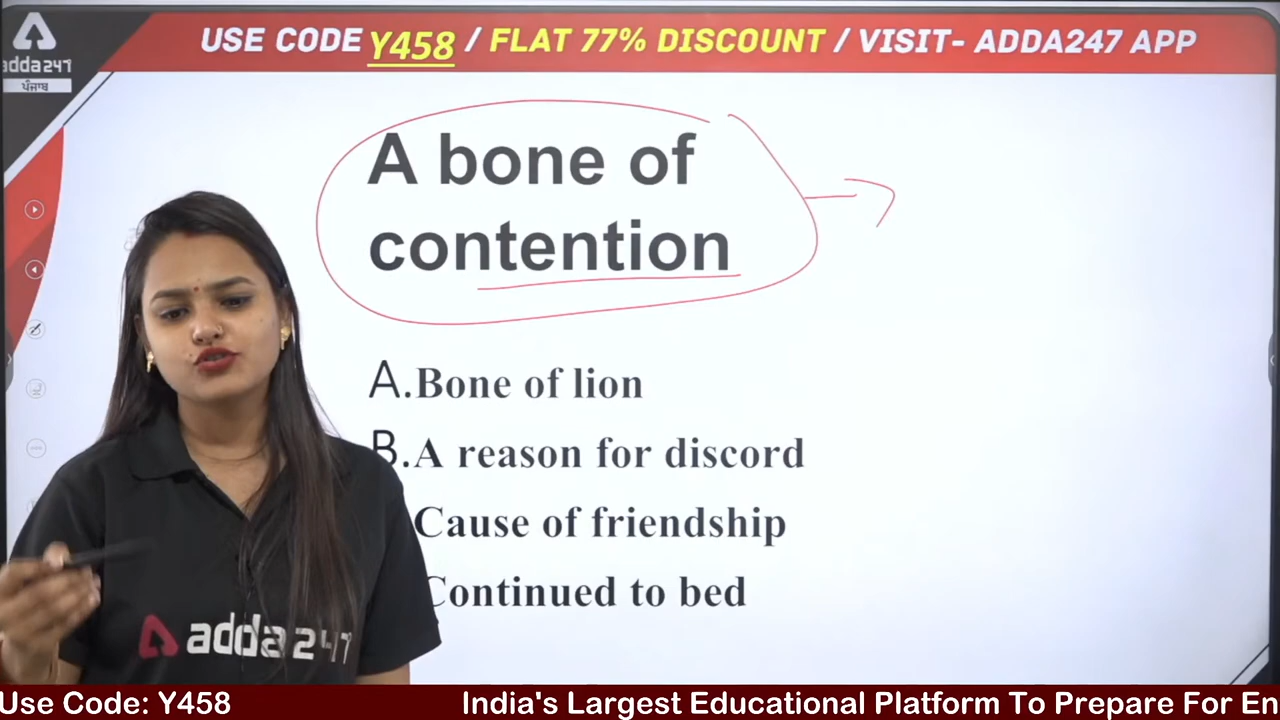 USE CODE Y458 / FLAT 77% DISCOUNT / VISIT- ADDA247 APP
adda247
ਪੰਜਾਬ
A bone of
contention
A. Bone of lion
B. A reason for discord
Cause of friendship
Continued to bed
adda247
Use Code: Y458 India's Largest Educational Platform To Prepare For En